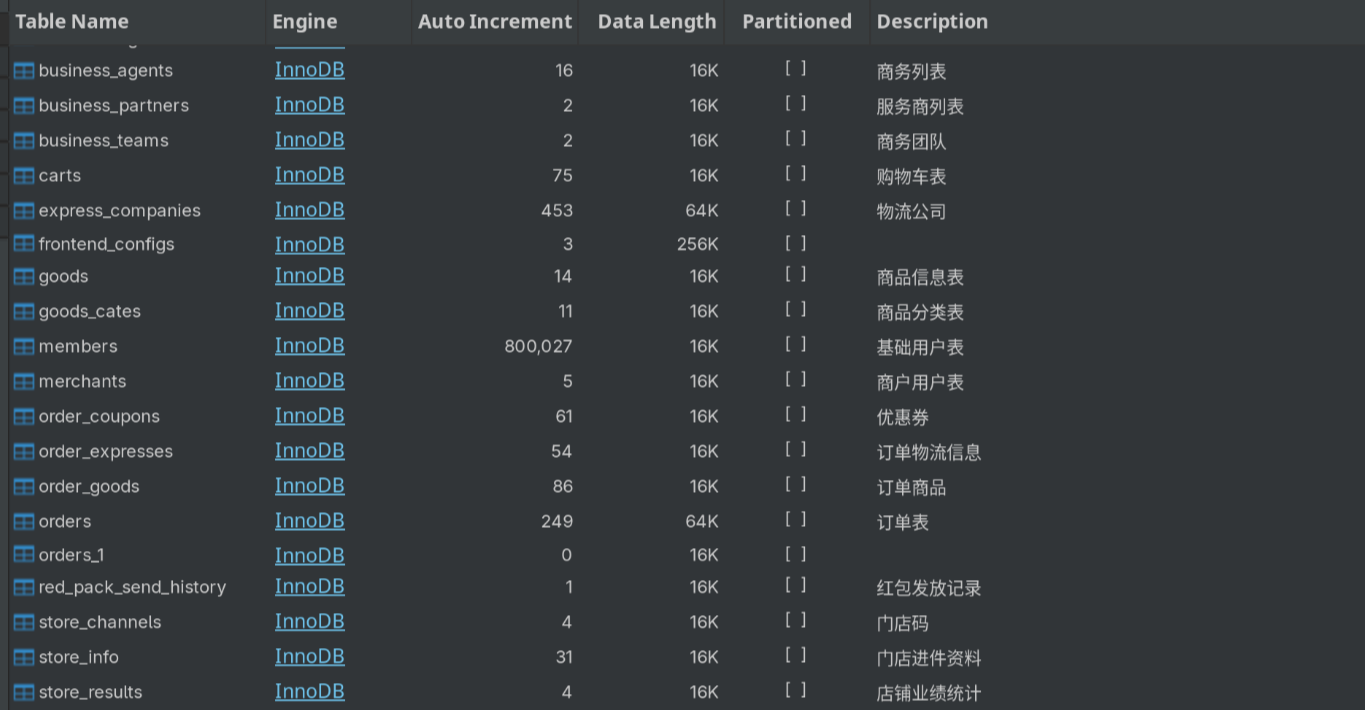 Table Name Engine Auto Increment Data Length Partitioned Description
business_agents InnoDB 16 16K [ ] 商务列表
business_partners InnoDB 2 16K [ ] 服务商列表
business_teams InnoDB 2 16K [ ] 商务团队
carts InnoDB 75 16K [ ] 购物车表
express_companies InnoDB 453 64K [ ] 物流公司
frontend_configs InnoDB 3 256K [ ]
goods InnoDB 14 16K [ ] 商品信息表
goods_cates InnoDB 11 16K [ ] 商品分类表
members InnoDB 800,027 16K [ ] 基础用户表
merchants InnoDB 5 16K [ ] 商户用户表
order_coupons InnoDB 61 16K [ ] 优惠券
order_expresses InnoDB 54 16K [ ] 订单物流信息
order_goods InnoDB 86 16K [ ] 订单商品
orders InnoDB 249 64K [ ] 订单表
orders_1 InnoDB 0 16K [ ]
red_pack_send_history InnoDB 1 16K [ ] 红包发放记录
store_channels InnoDB 4 16K [ ] 门店码
store_info InnoDB 31 16K [ ] 门店进件资料
store_results InnoDB 4 16K [ ] 店铺业绩统计